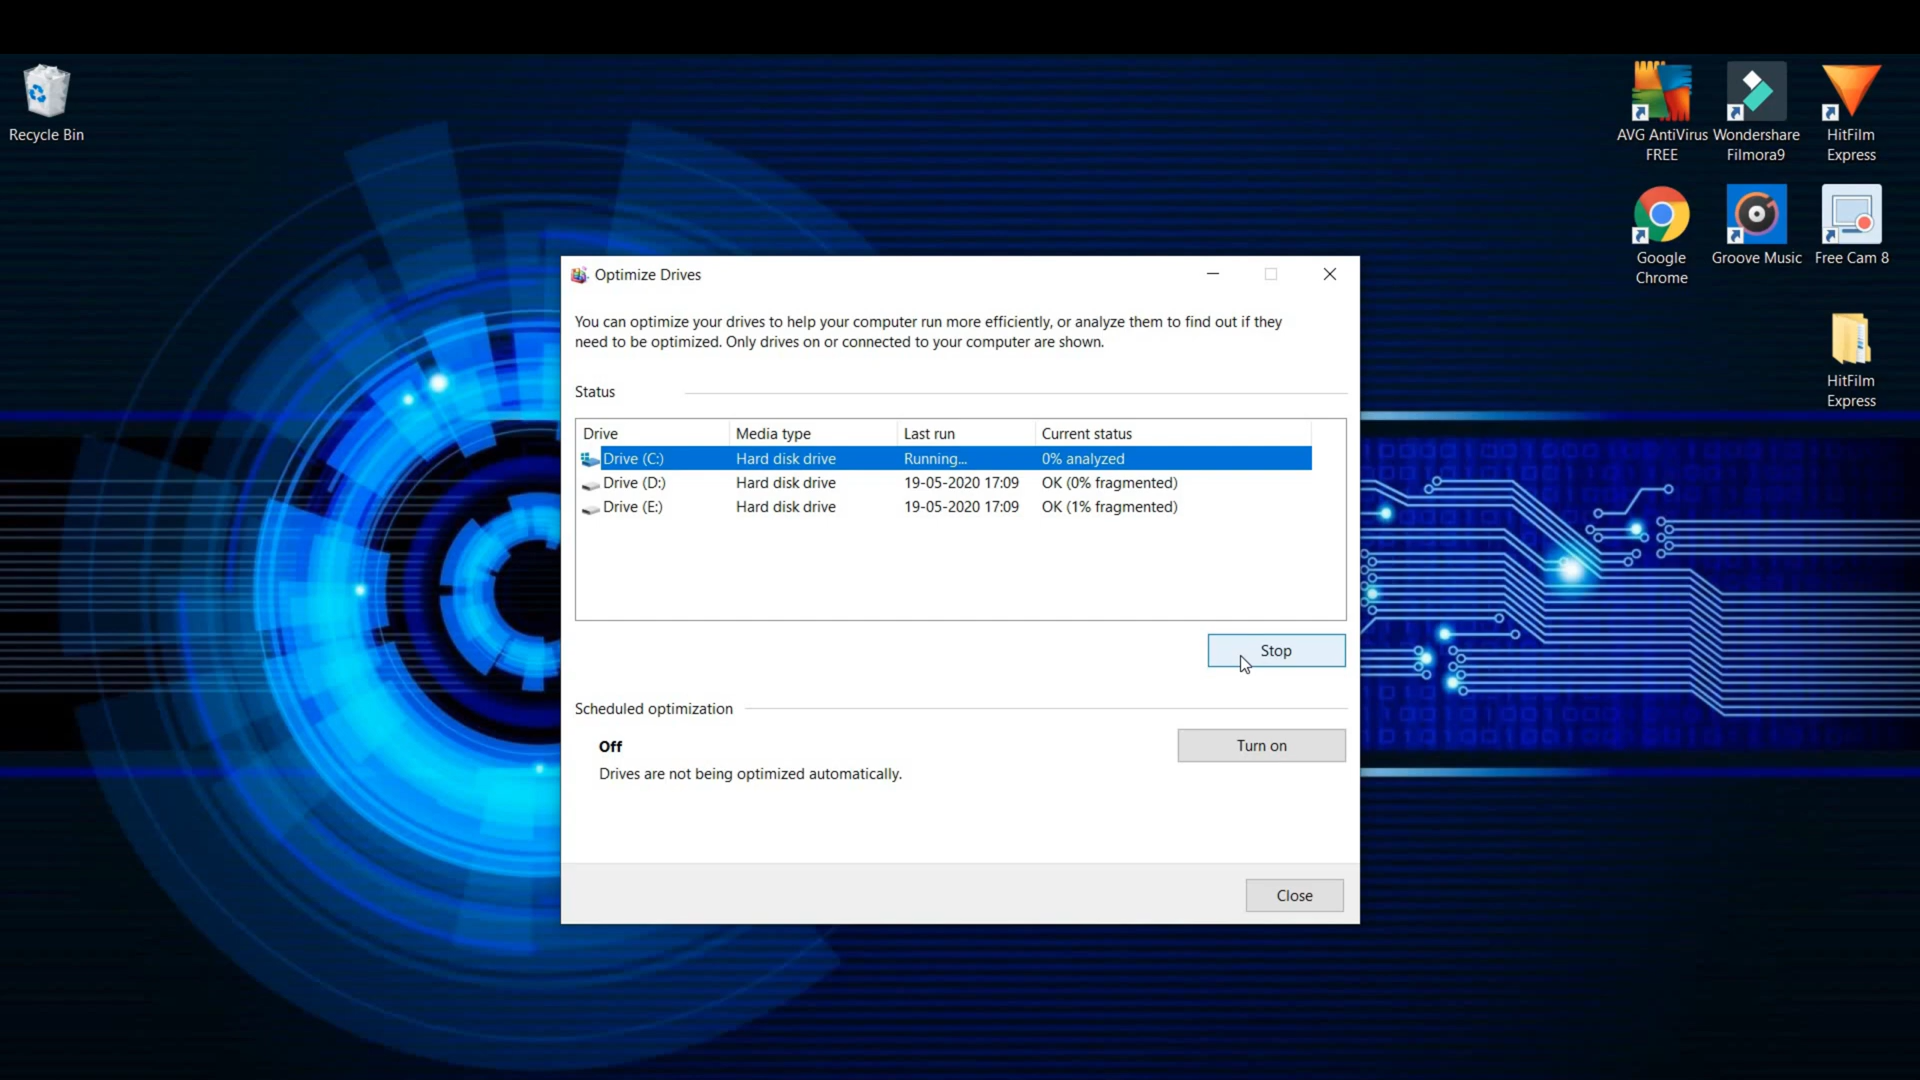 Recycle Bin
AVG AntiVirus
FREE
Wondershare
Filmora9
HitFilm
Express
Google
Chrome
Groove Music
Free Cam 8
HitFilm
Express
Optimize Drives
You can optimize your drives to help your computer run more efficiently, or analyze them to find out if they
need to be optimized. Only drives on or connected to your computer are shown.
Status
Drive Media type Last run Current status
Drive (C:) Hard disk drive Running... 0% analyzed
Drive (D:) Hard disk drive 19-05-2020 17:09 OK (0% fragmented)
Drive (E:) Hard disk drive 19-05-2020 17:09 OK (1% fragmented)
Stop
Scheduled optimization
Off
Turn on
Drives are not being optimized automatically.
Close